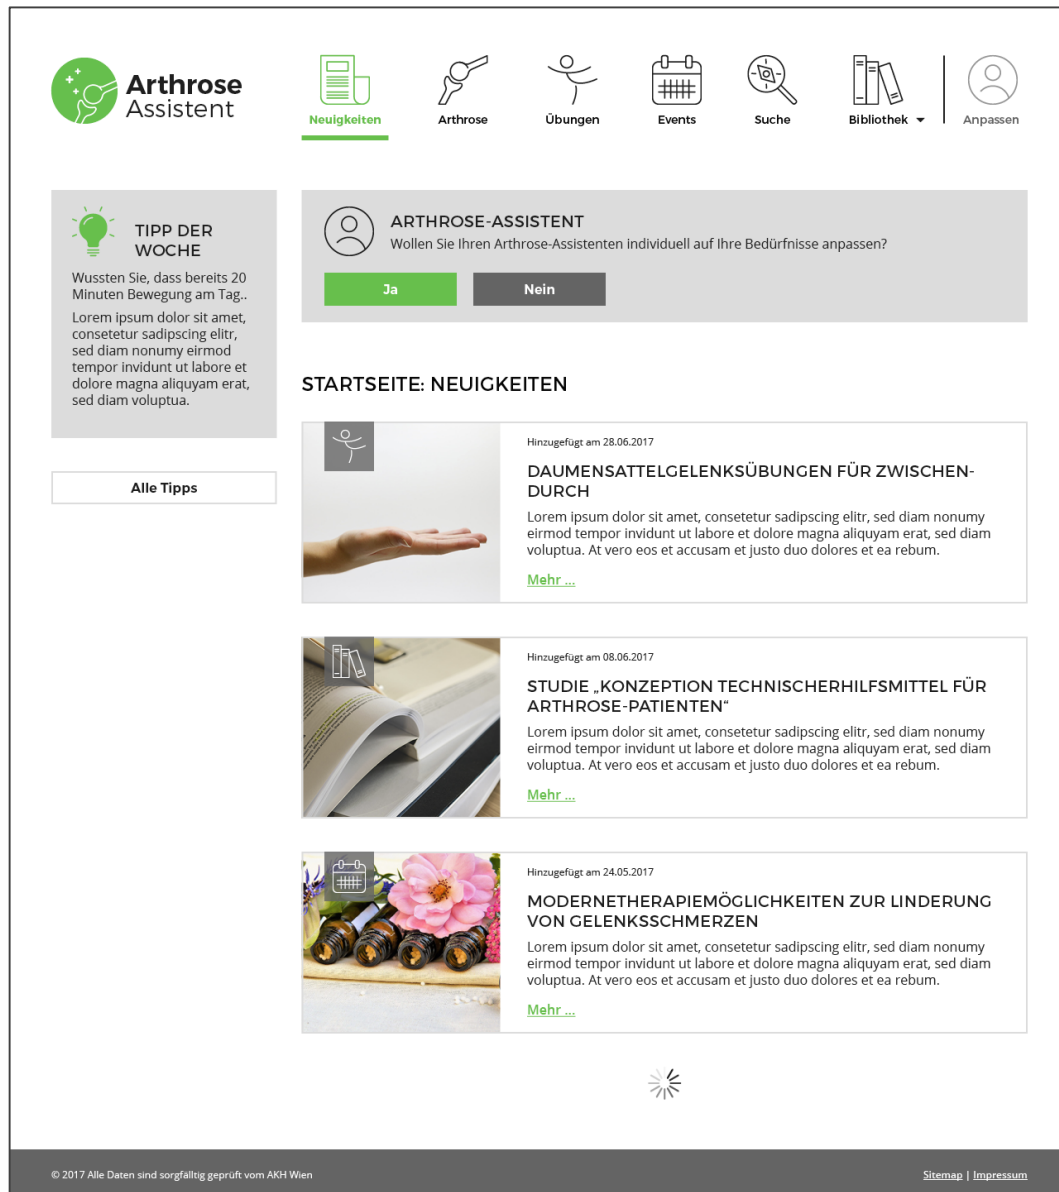 Arthrose
Assistent
Neuigkeiten
Arthrose
Übungen
Events
Suche
Bibliothek
Anpassen
TIPP DER
WOCHE
Wussten Sie, dass bereits 20
Minuten Bewegung am Tag..
Lorem ipsum dolor sit amet,
consetetur sadipscing elitr,
sed diam nonumy eirmod
tempor invidunt ut labore et
dolore magna aliquyam erat,
sed diam voluptua.
Alle Tipps
ARTHROSE-ASSISTENT
Wollen Sie Ihren Arthrose-Assistenten individuell auf Ihre Bedürfnisse anpassen?
Ja
Nein
STARTSEITE: NEUIGKEITEN
Hinzugefügt am 28.06.2017
DAUMENSATTELGELENKSÜBUNGEN FÜR ZWISCHEN-
DURCH
Lorem ipsum dolor sit amet, consetetur sadipscing elitr, sed diam nonumy
eirmod tempor invidunt ut labore et dolore magna aliquyam erat, sed diam
voluptua. At vero eos et accusam et justo duo dolores et ea rebum.
Mehr ...
Hinzugefügt am 08.06.2017
STUDIE „KONZEPTION TECHNISCHERHILFSMITTEL FÜR
ARTHROSE-PATIENTEN“
Lorem ipsum dolor sit amet, consetetur sadipscing elitr, sed diam nonumy
eirmod tempor invidunt ut labore et dolore magna aliquyam erat, sed diam
voluptua. At vero eos et accusam et justo duo dolores et ea rebum.
Mehr ...
Hinzugefügt am 24.05.2017
MODERNETHERAPIEMÖGLICHKEITEN ZUR LINDERUNG
VON GELENKSSCHMERZEN
Lorem ipsum dolor sit amet, consetetur sadipscing elitr, sed diam nonumy
eirmod tempor invidunt ut labore et dolore magna aliquyam erat, sed diam
voluptua. At vero eos et accusam et justo duo dolores et ea rebum.
Mehr ...
© 2017 Alle Daten sind sorgfälltig geprüft vom AKH Wien
Sitemap | Impressum